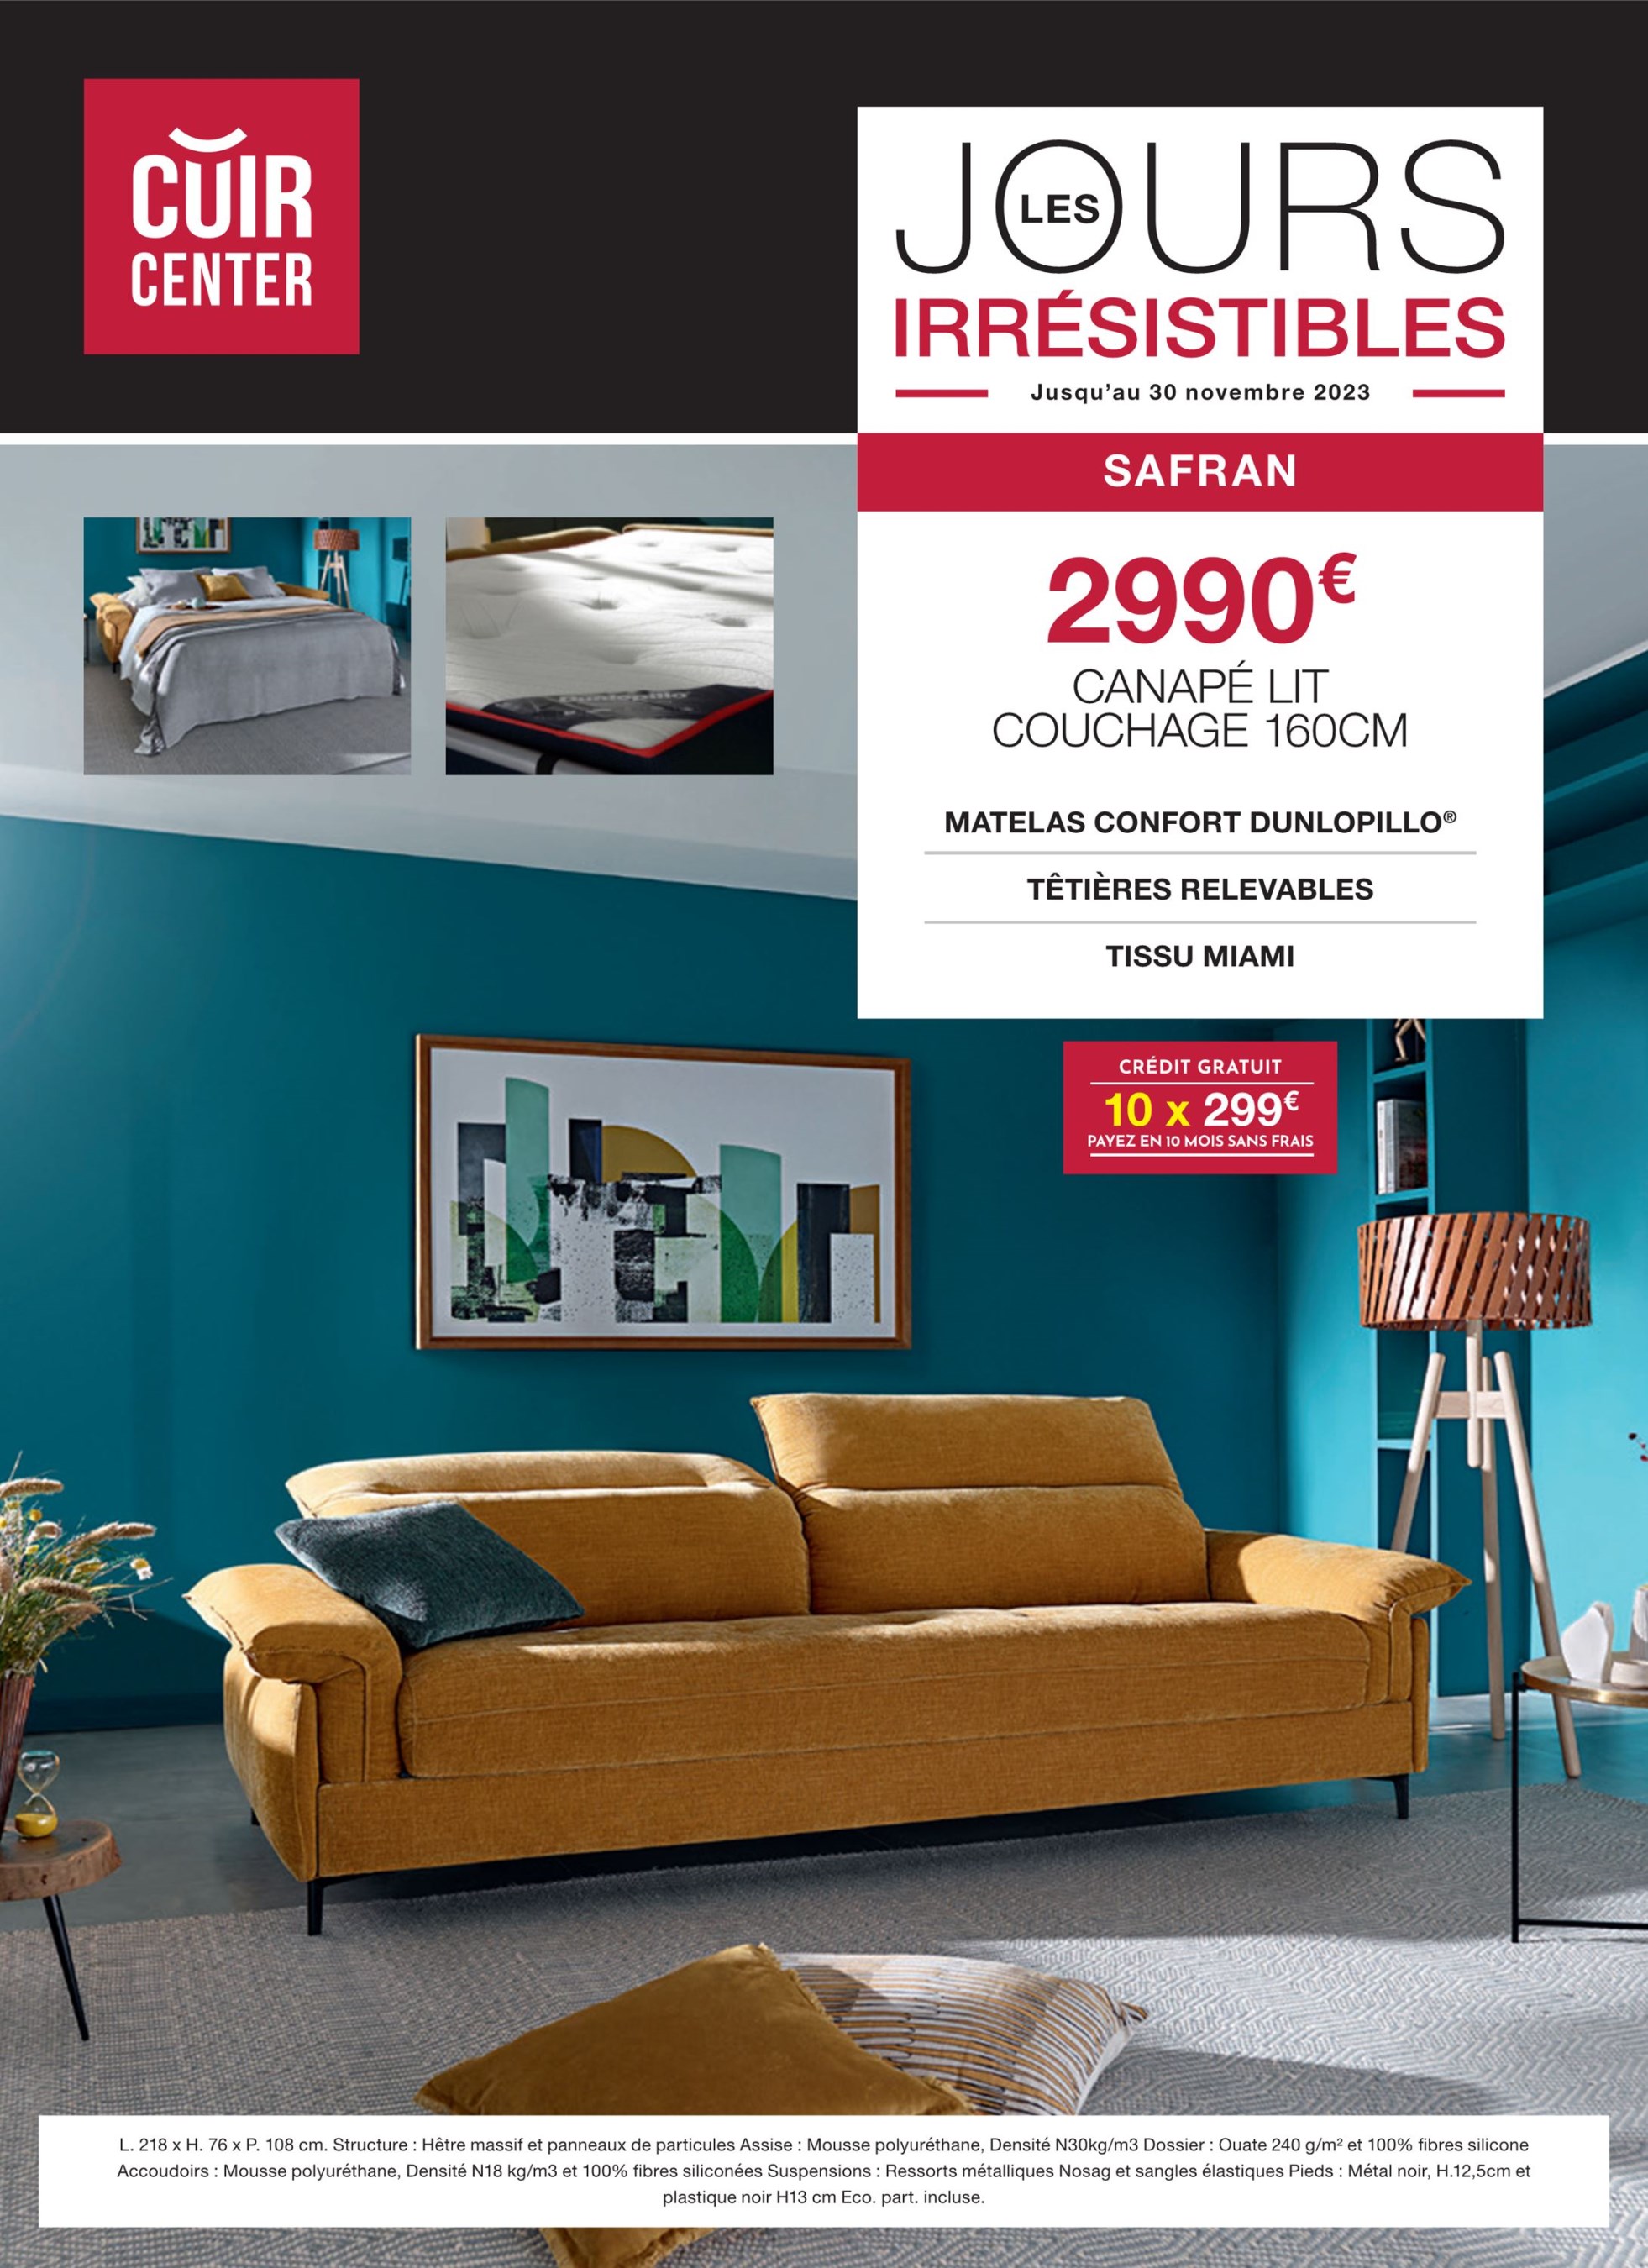 CUIR
CENTER
JOURS
LES
IRRÉSISTIBLES
Jusqu'au 30 novembre 2023
SAFRAN
2990€
CANAPÉ LIT
COUCHAGE 160CM
MATELAS CONFORT DUNLOPILLO®
TÊTIÈRES RELEVABLES
TISSU MIAMI
Dunlopillo
CRÉDIT GRATUIT
10 x 299€
PAYEZ EN 10 MOIS SANS FRAIS
L. 218 x H. 76 x P. 108 cm. Structure : Hêtre massif et panneaux de particules Assise : Mousse polyuréthane, Densité N30kg/m3 Dossier : Ouate 240 g/m² et 100% fibres silicone
Accoudoirs : Mousse polyuréthane, Densité N18 kg/m3 et 100% fibres siliconées Suspensions : Ressorts métalliques Nosag et sangles élastiques Pieds : Métal noir, H.12,5cm et
plastique noir H13 cm Eco. part. incluse.